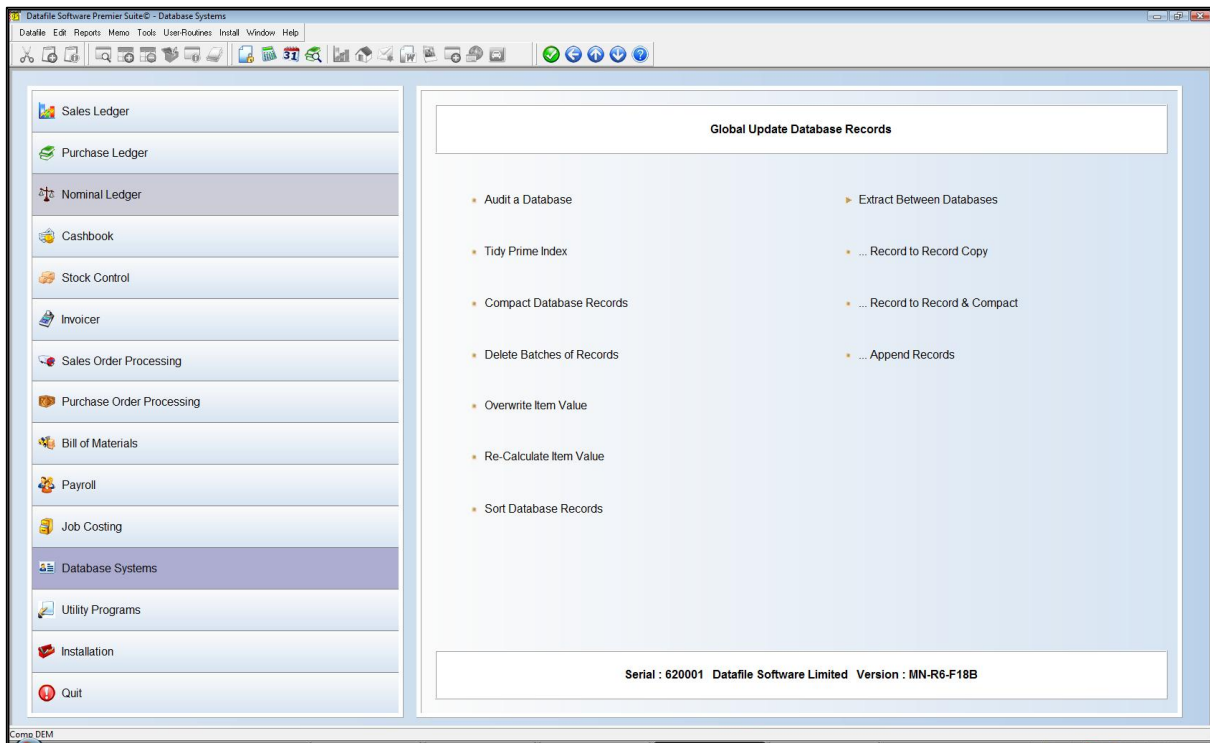 Datafile Software Premier Suite© - Database Systems
Datafile Edit Reports Memo Tools User-Routines Install Window Help
31
W
?
Sales Ledger
Purchase Ledger
Nominal Ledger
Cashbook
Stock Control
Invoicer
Sales Order Processing
Purchase Order Processing
Bill of Materials
Payroll
Job Costing
Database Systems
Utility Programs
Installation
Quit
Global Update Database Records
Audit a Database
Tidy Prime Index
Compact Database Records
Delete Batches of Records
Overwrite Item Value
Re-Calculate Item Value
Sort Database Records
Extract Between Databases
... Record to Record Copy
... Record to Record & Compact
... Append Records
Serial : 620001 Datafile Software Limited Version : MN-R6-F18B
Comp DEM